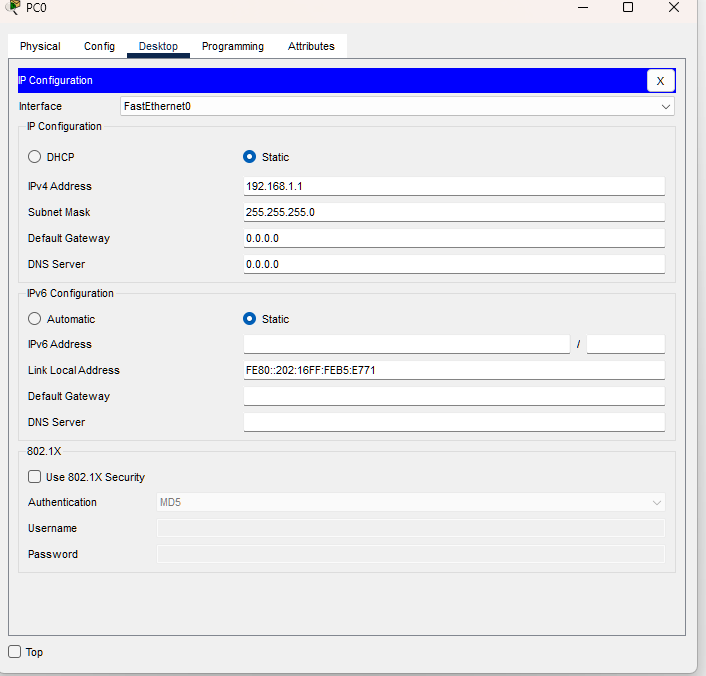 PC0
Physical Config Desktop Programming Attributes
IP Configuration X
Interface FastEthernet0
IP Configuration
DHCP Static
IPv4 Address 192.168.1.1
Subnet Mask 255.255.255.0
Default Gateway 0.0.0.0
DNS Server 0.0.0.0
IPv6 Configuration
Automatic Static
IPv6 Address /
Link Local Address FE80::202:16FF:FEB5:E771
Default Gateway
DNS Server
802.1X
Use 802.1X Security
Authentication MD5
Username
Password
Top